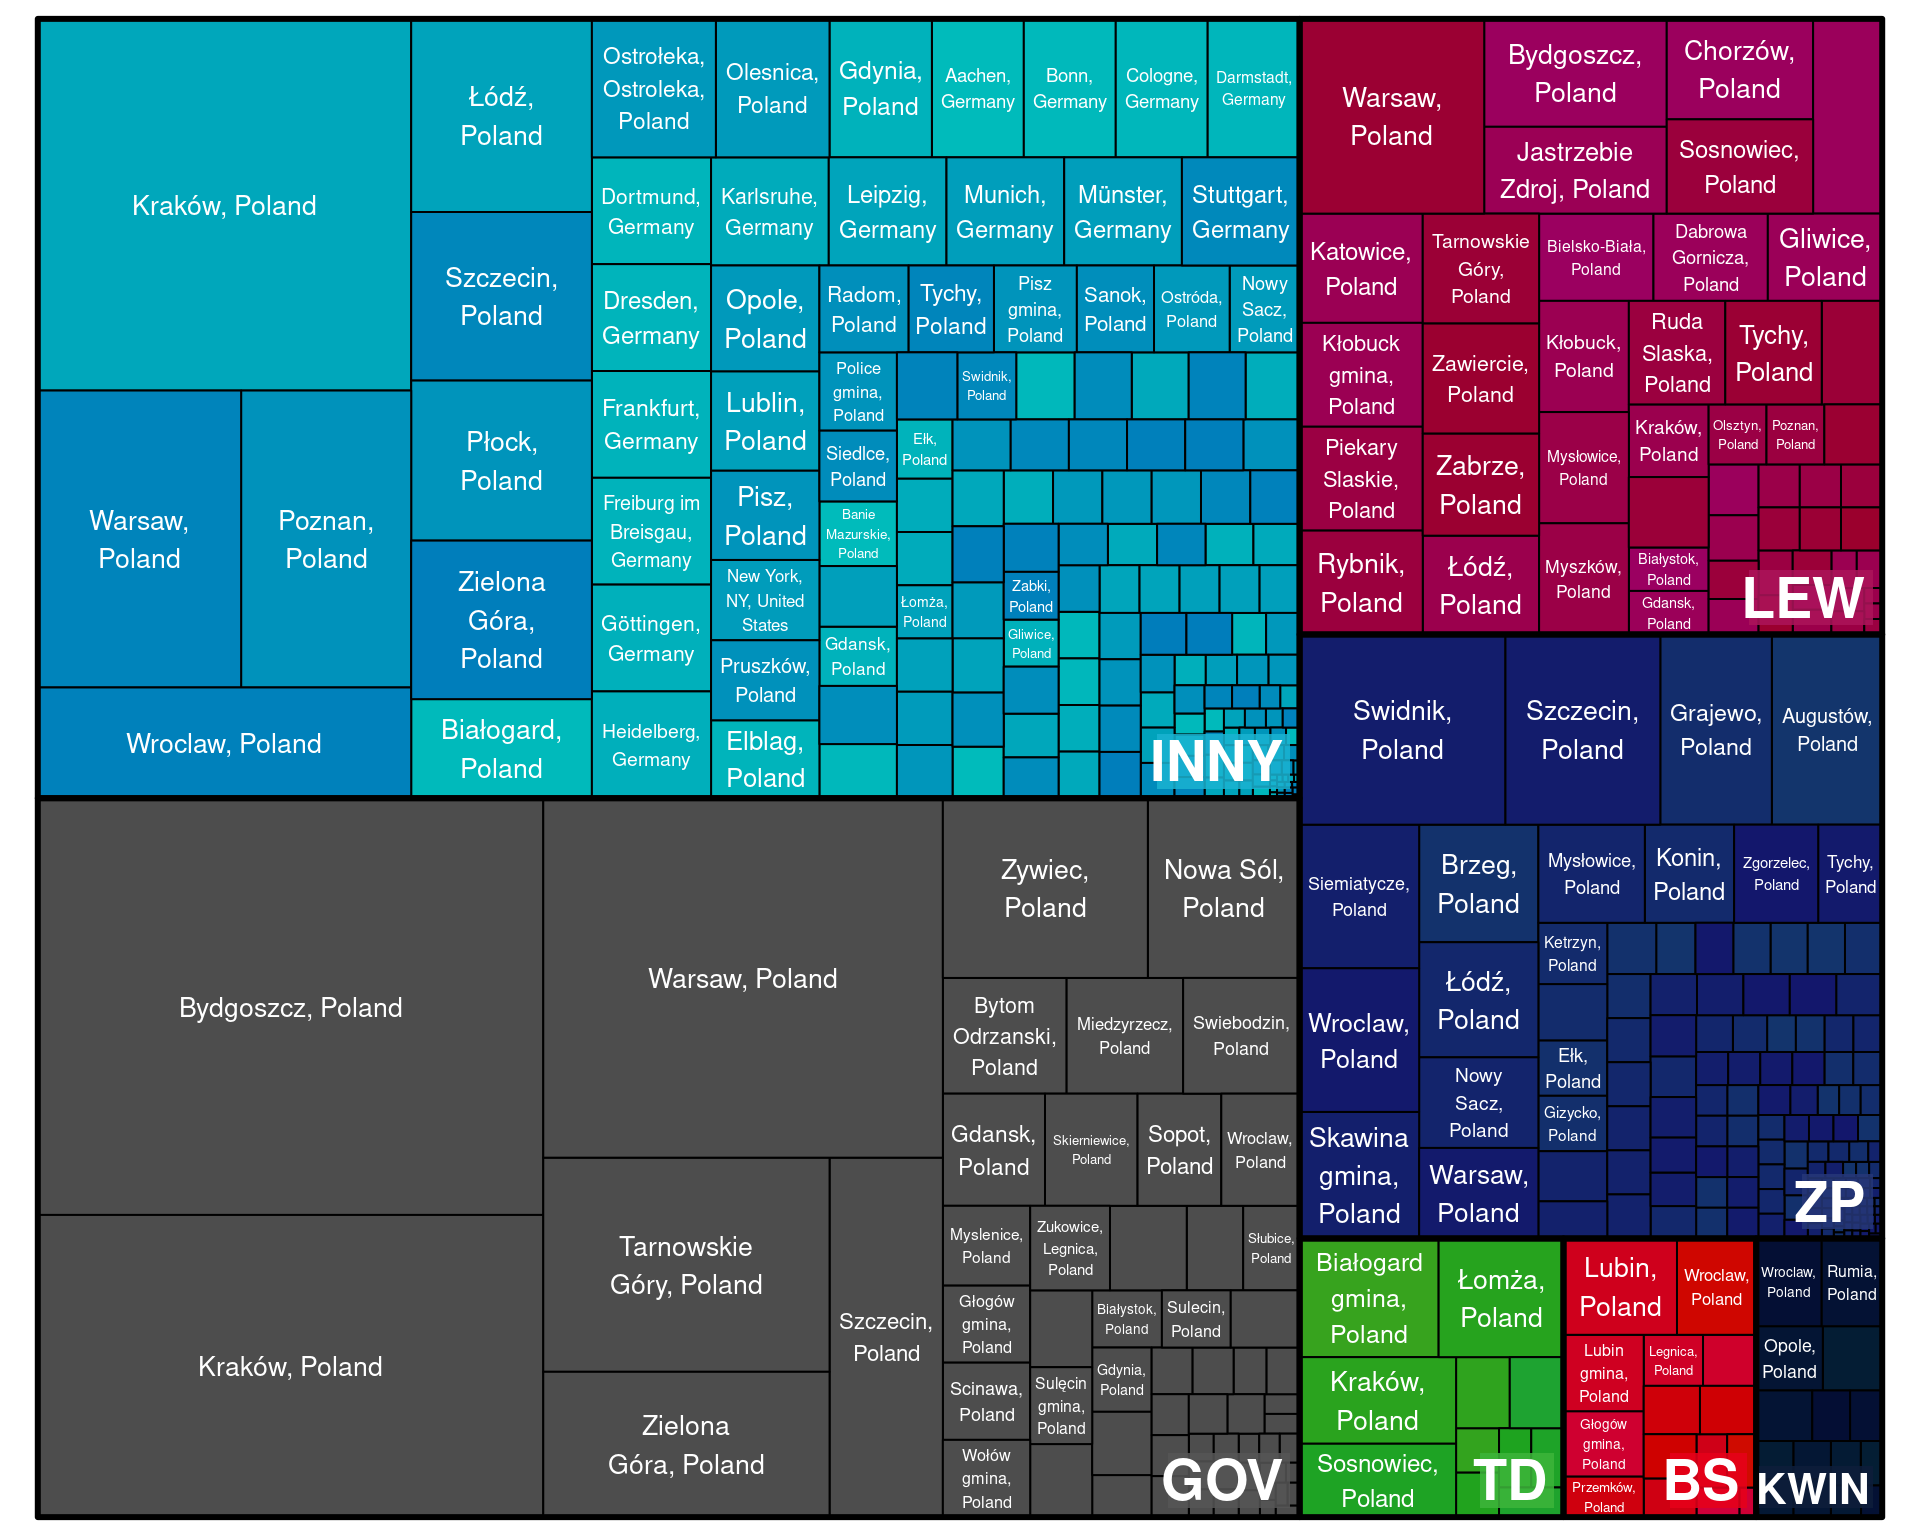 Kraków, Poland
Warsaw,
Poland
Poznan,
Poland
Wroclaw, Poland
Łódź,
Poland
Szczecin,
Poland
Płock,
Poland
Zielona
Góra,
Poland
Białogard,
Poland
Ostrołeka,
Ostroleka,
Poland
Olesnica,
Poland
Gdynia,
Poland
Aachen,
Germany
Bonn,
Germany
Cologne,
Germany
Darmstadt,
Germany
Dortmund,
Germany
Karlsruhe,
Germany
Leipzig,
Germany
Munich,
Germany
Münster,
Germany
Stuttgart,
Germany
Dresden,
Germany
Frankfurt,
Germany
Freiburg im
Breisgau,
Germany
Göttingen,
Germany
Heidelberg,
Germany
Opole,
Poland
Lublin,
Poland
Pisz,
Poland
New York,
NY, United
States
Pruszków,
Poland
Elblag,
Poland
Radom,
Poland
Tychy,
Poland
Pisz
gmina,
Poland
Sanok,
Poland
Ostróda,
Poland
Nowy
Sacz,
Poland
Police
gmina,
Poland
Siedlce,
Poland
Banie
Mazurskie,
Poland
Gdansk,
Poland
Swidnik,
Poland
Ełk,
Poland
Łomża,
Poland
Zabki,
Poland
Gliwice,
Poland
INNY
Warsaw,
Poland
Bydgoszcz,
Poland
Jastrzebie
Zdroj, Poland
Chorzów,
Poland
Sosnowiec,
Poland
Katowice,
Poland
Kłobuck
gmina,
Poland
Piekary
Slaskie,
Poland
Rybnik,
Poland
Tarnowskie
Góry,
Poland
Zawiercie,
Poland
Zabrze,
Poland
Łódź,
Poland
Bielsko-Biała,
Poland
Dabrowa
Gornicza,
Poland
Gliwice,
Poland
Kłobuck,
Poland
Mysłowice,
Poland
Myszków,
Poland
Ruda
Slaska,
Poland
Tychy,
Poland
Kraków,
Poland
Olsztyn,
Poland
Poznan,
Poland
Białystok,
Poland
Gdansk,
Poland
LEW
Bydgoszcz, Poland
Kraków, Poland
Warsaw, Poland
Tarnowskie
Góry, Poland
Zielona
Góra, Poland
Szczecin,
Poland
Zywiec,
Poland
Nowa Sól,
Poland
Bytom
Odrzanski,
Poland
Miedzyrzecz,
Poland
Swiebodzin,
Poland
Gdansk,
Poland
Skierniewice,
Poland
Sopot,
Poland
Wroclaw,
Poland
Myslenice,
Poland
Zukowice,
Legnica,
Poland
Słubice,
Poland
Głogów
gmina,
Poland
Scinawa,
Poland
Wołów
gmina,
Poland
Sulęcin
gmina,
Poland
Białystok,
Poland
Sulecin,
Poland
Gdynia,
Poland
GOV
Swidnik,
Poland
Szczecin,
Poland
Grajewo,
Poland
Augustów,
Poland
Siemiatycze,
Poland
Wroclaw,
Poland
Skawina
gmina,
Poland
Brzeg,
Poland
Łódź,
Poland
Nowy
Sacz,
Poland
Warsaw,
Poland
Mysłowice,
Poland
Konin,
Poland
Zgorzelec,
Poland
Tychy,
Poland
Ketrzyn,
Poland
Ełk,
Poland
Gizycko,
Poland
ZP
Białogard
gmina,
Poland
Łomża,
Poland
Kraków,
Poland
Sosnowiec,
Poland
TD
Lubin,
Poland
Wroclaw,
Poland
Lubin
gmina,
Poland
Legnica,
Poland
Głogów
gmina,
Poland
Przemków,
Poland
BS
Wroclaw,
Poland
Rumia,
Poland
Opole,
Poland
KWIN